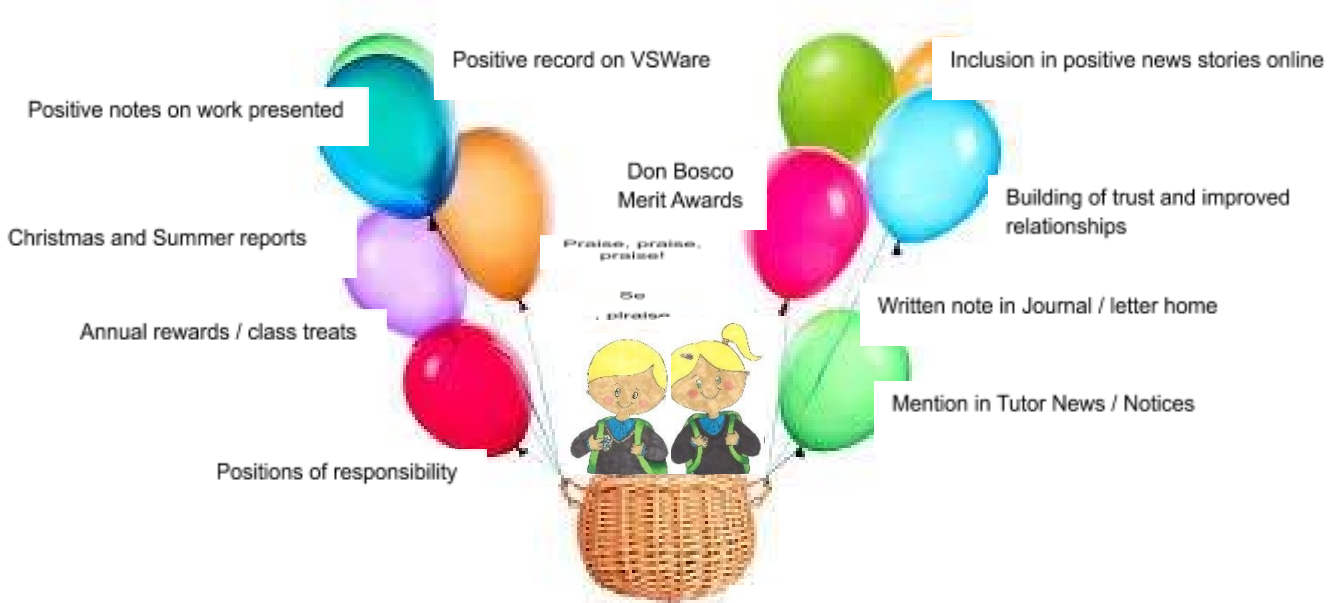 Positive record on VSWare
Inclusion in positive news stories online
Positive notes on work presented
Don Bosco
Merit Awards
Building of trust and improved
relationships
Christmas and Summer reports
Praise, praise,
praise!
Se
Written note in Journal / letter home
Annual rewards / class treats
Mention in Tutor News / Notices
Positions of responsibility